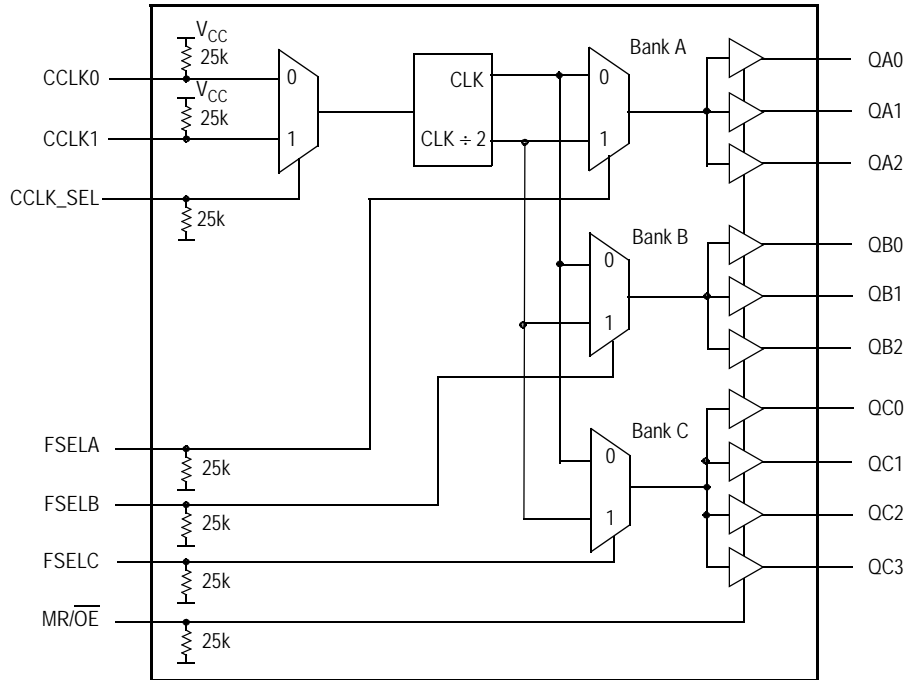 VCC
25k
CCLK0
VCC
25k
CCLK1
CCLK_SEL
25k
0
1
CLK
CLK ÷ 2
Bank A
0
1
QA0
QA1
QA2
Bank B
0
1
QB0
QB1
QB2
Bank C
0
1
QC0
QC1
QC2
QC3
FSELA
25k
FSELB
25k
FSELC
25k
MR/O̅E̅
25k